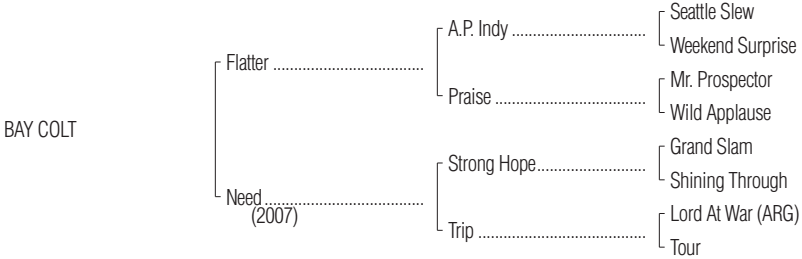 Seattle Slew
A.P. Indy ....................................
Weekend Surprise
Flatter ........................................
Mr. Prospector
Praise ........................................
Wild Applause
BAY COLT
Grand Slam
Strong Hope.............................
Shining Through
Need..........................................
(2007)
Lord At War (ARG)
Trip ............................................
Tour